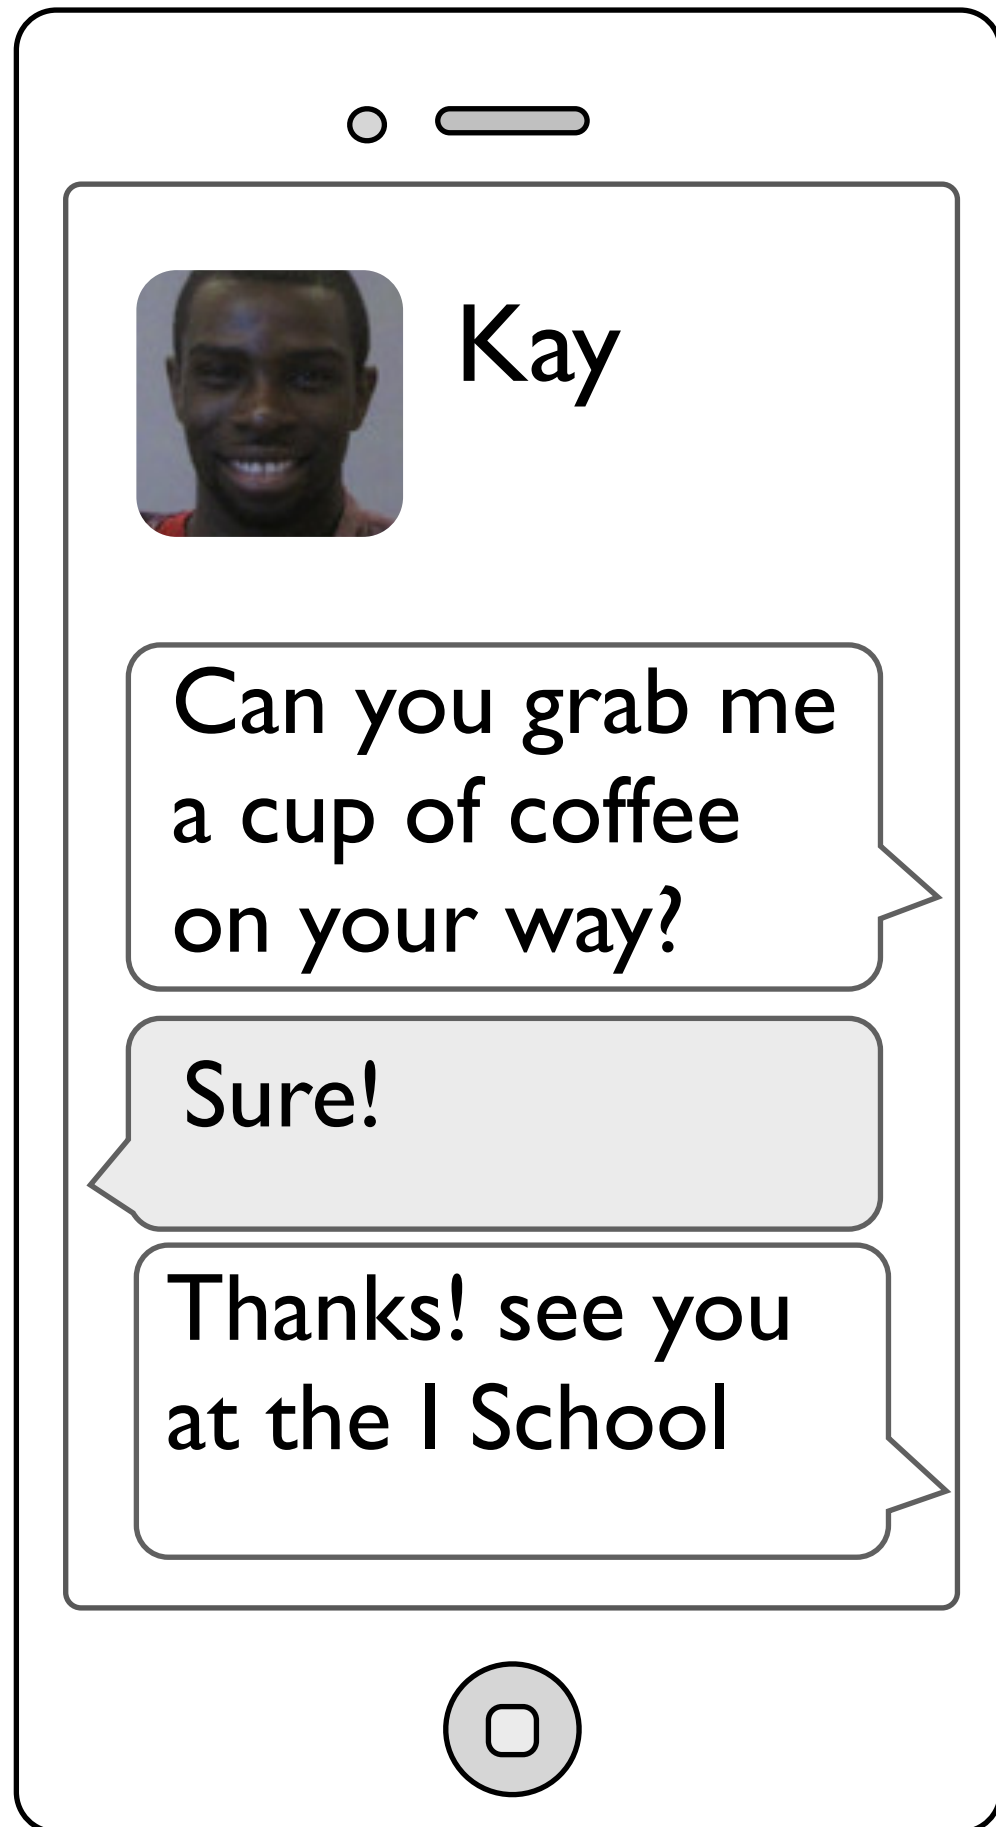 Kay
Can you grab me
a cup of coffee
on your way?
Sure!
Thanks! see you
at the I School